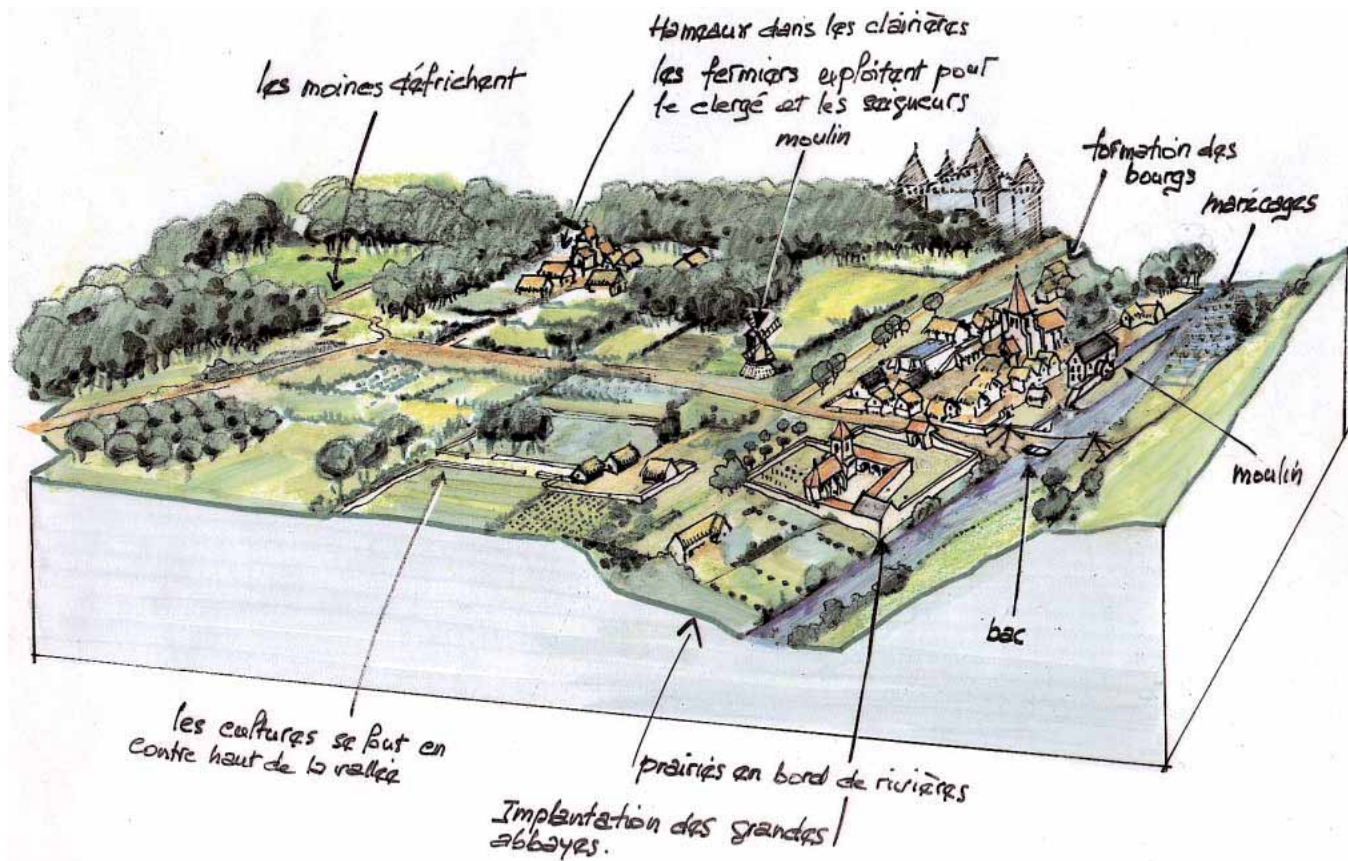 Hameaux dans les clairières
les fermiers exploitent pour
le clergé et les seigneurs
les moines défrichent
moulin
formation des
bourgs
marécages
moulin
bac
les cultures se font en
contre haut de la vallée
prairies en bord de rivières
Implantation des grandes
abbayes.